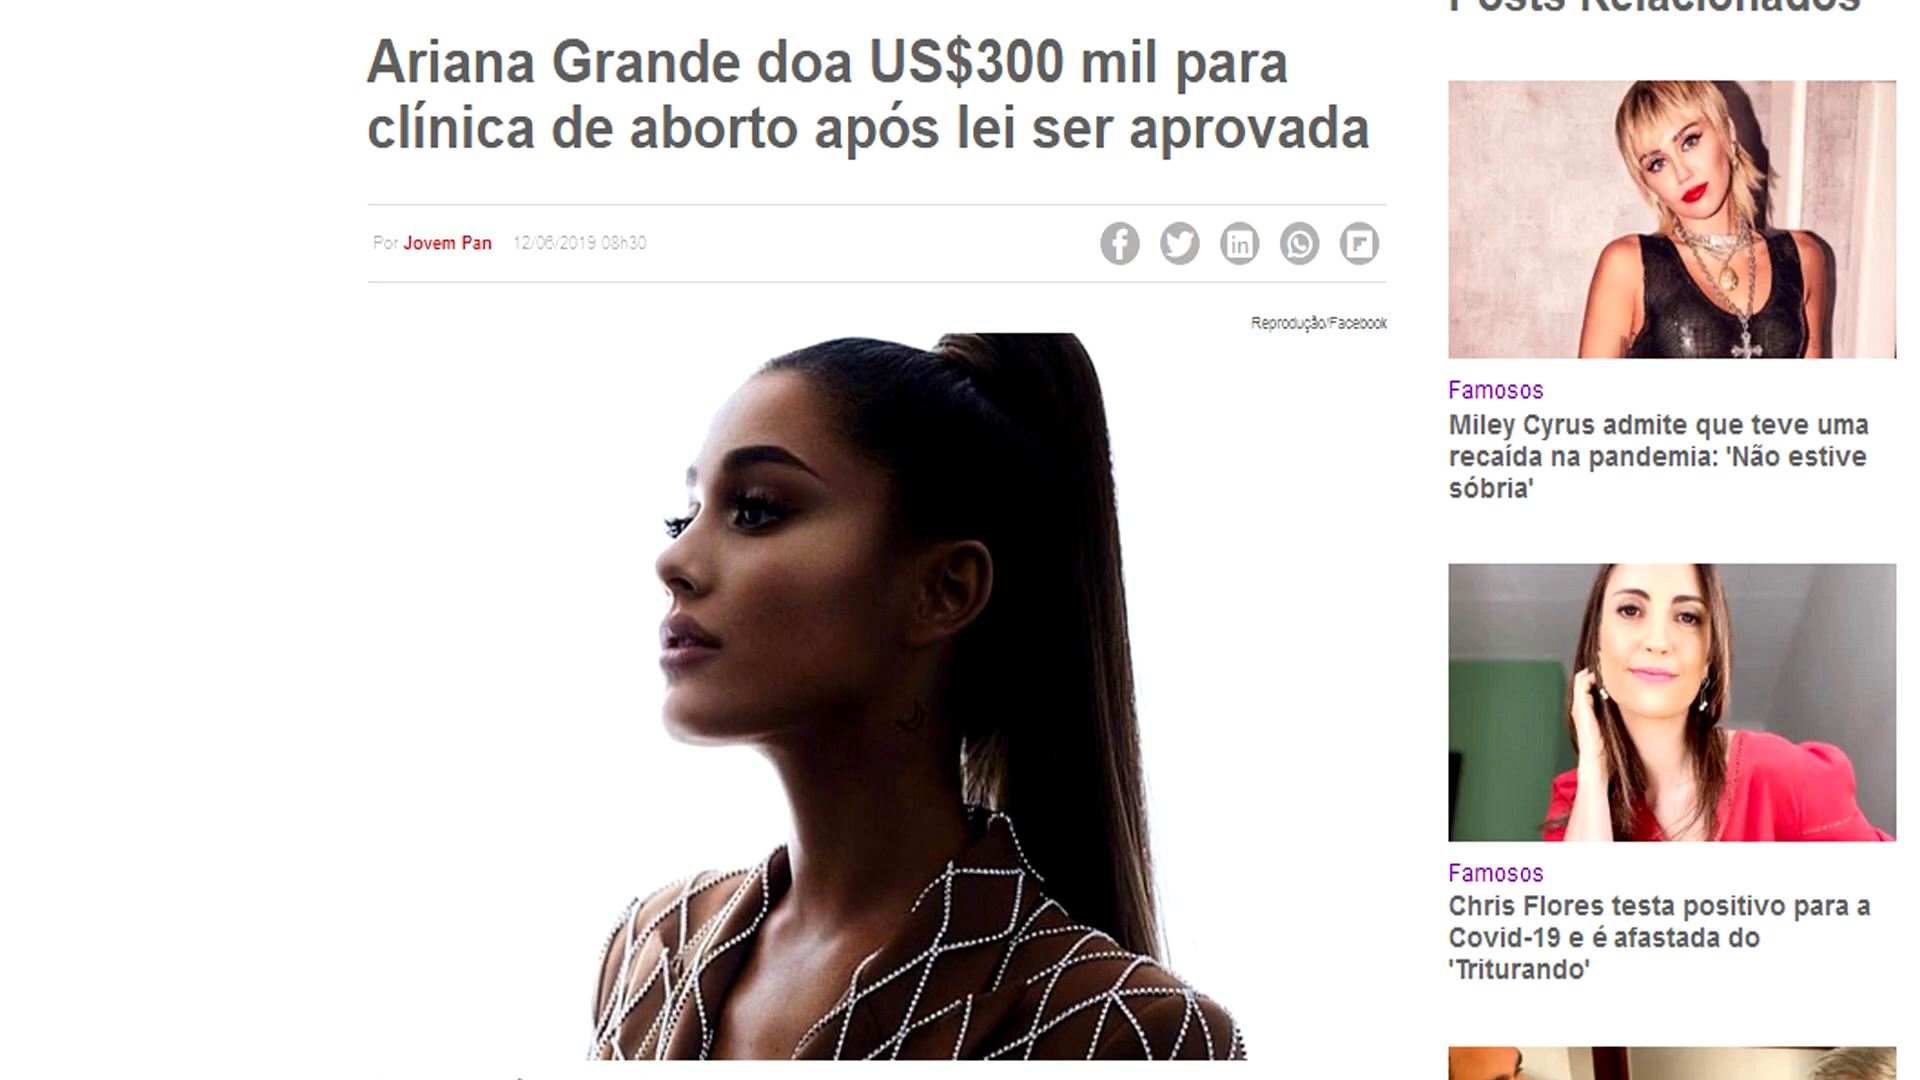 Posts Relacionados
Ariana Grande doa US$300 mil para
clínica de aborto após lei ser aprovada
Por Jovem Pan 12/06/2019 08h30
Reprodução/Facebook
Famosos
Miley Cyrus admite que teve uma
recaída na pandemia: 'Não estive
sóbria'
Famosos
Chris Flores testa positivo para a
Covid-19 e é afastada do
'Triturando'